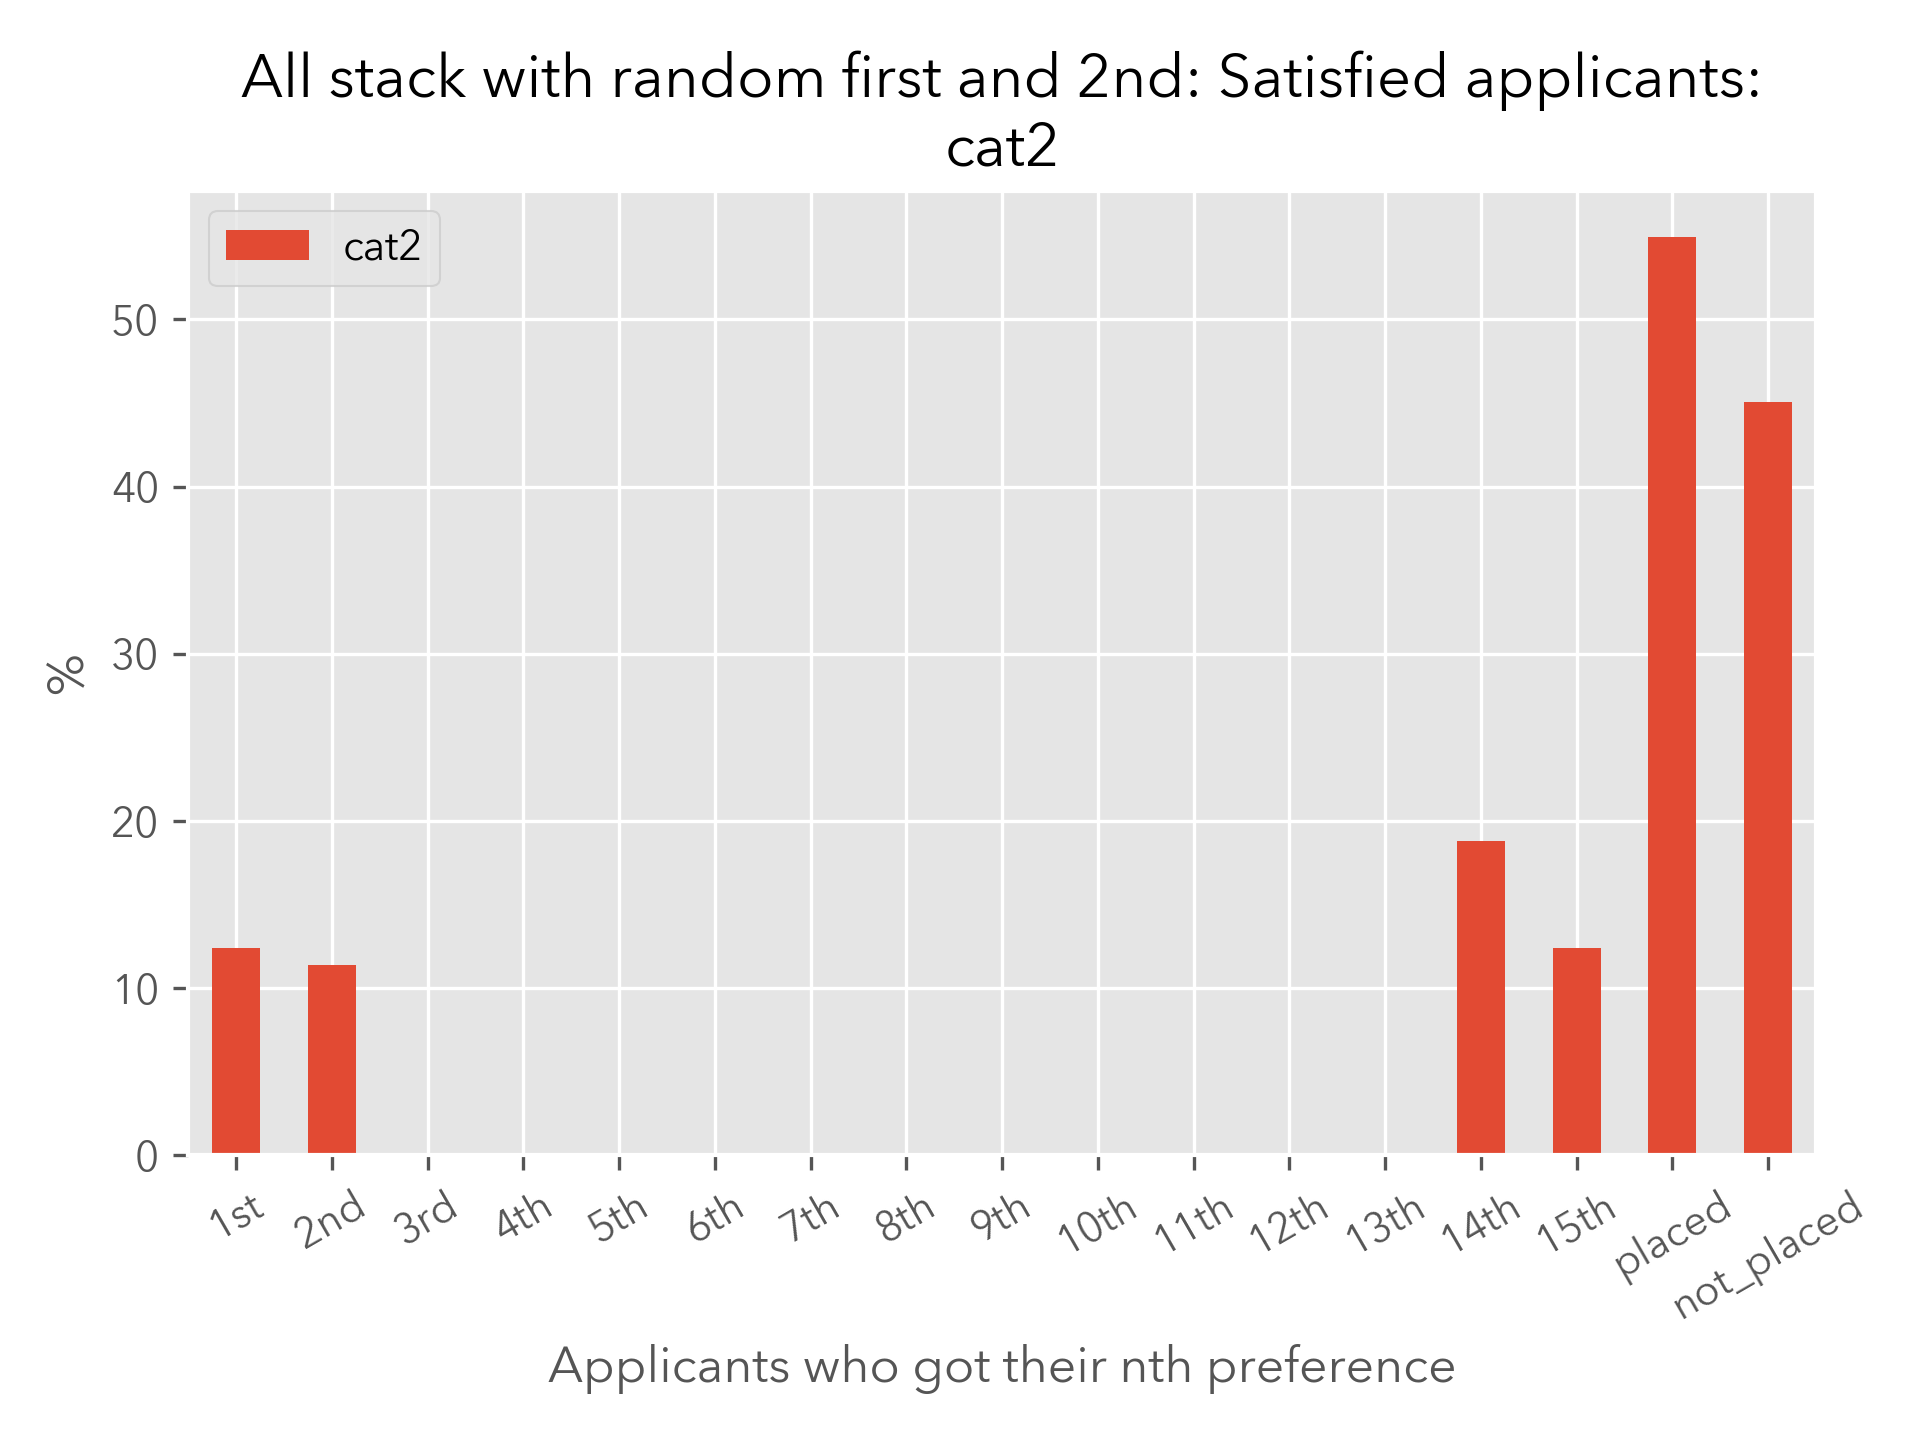 All stack with random first and 2nd: Satisfied applicants:
cat2
cat2
50
40
30
20
10
0
%
1st
2nd
3rd
4th
5th
6th
7th
8th
9th
10th
11th
12th
13th
14th
15th
placed
not_placed
Applicants who got their nth preference